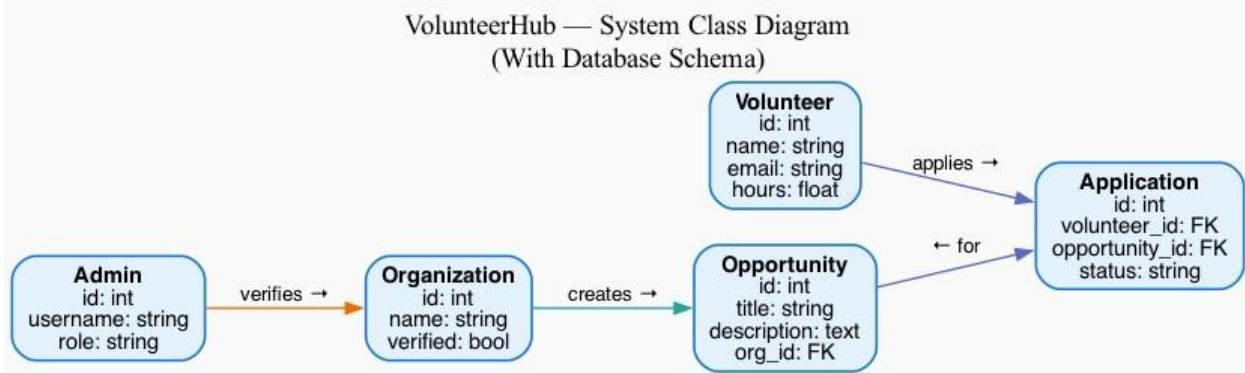 VolunteerHub — System Class Diagram
(With Database Schema)
Volunteer
id: int
name: string
email: string
hours: float
applies →
Application
id: int
volunteer_id: FK
opportunity_id: FK
status: string
Admin
id: int
username: string
role: string
verifies →
Organization
id: int
name: string
verified: bool
creates →
Opportunity
id: int
title: string
description: text
org_id: FK
← for